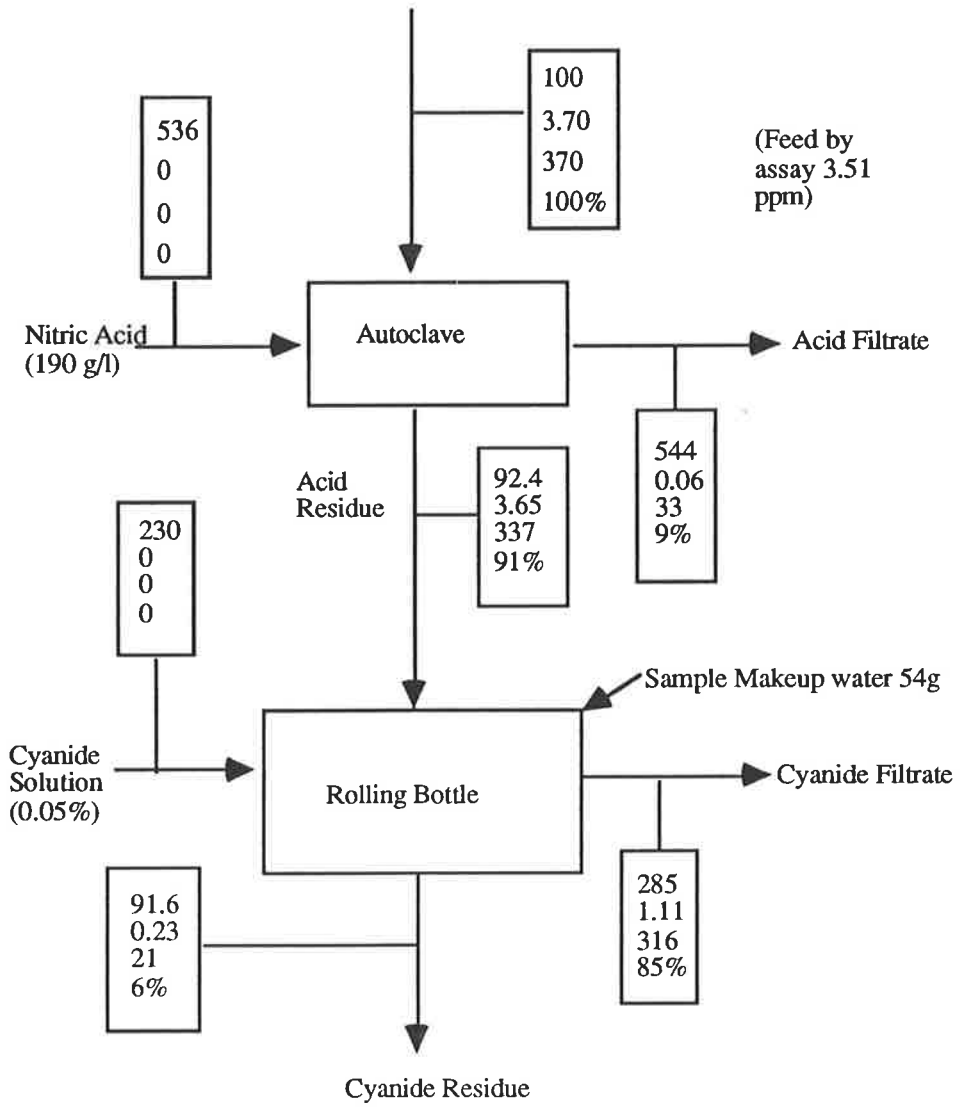 100
3.70
370
100%
(Feed by
assay 3.51
ppm)
536
0
0
0
Nitric Acid
(190 g/l)
Autoclave
Acid Filtrate
544
0.06
33
9%
Acid
Residue
92.4
3.65
337
91%
230
0
0
0
Sample Makeup water 54g
Cyanide
Solution
(0.05%)
Rolling Bottle
Cyanide Filtrate
285
1.11
316
85%
91.6
0.23
21
6%
Cyanide Residue